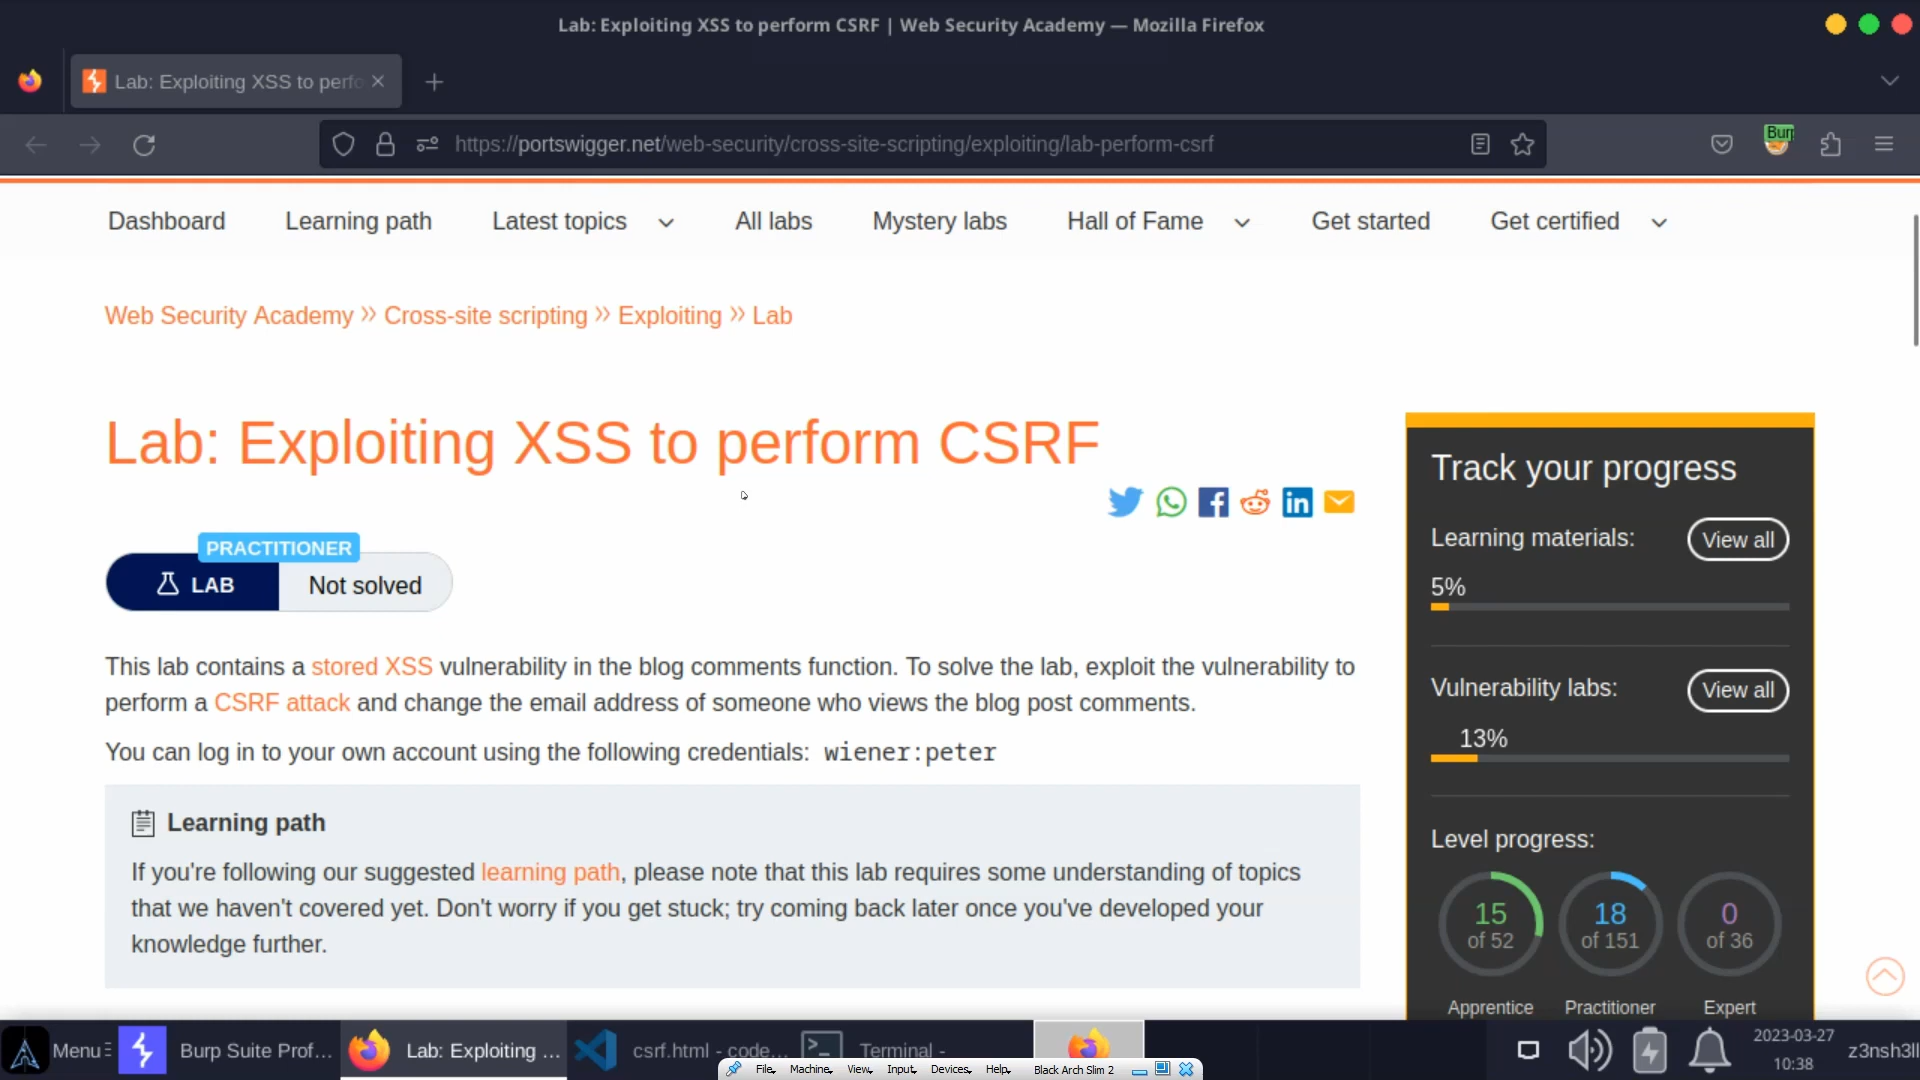 Lab: Exploiting XSS to perform CSRF | Web Security Academy — Mozilla Firefox
Lab: Exploiting XSS to perfo
https://portswigger.net/web-security/cross-site-scripting/exploiting/lab-perform-csrf
Burp
Dashboard
Learning path
Latest topics
All labs
Mystery labs
Hall of Fame
Get started
Get certified
Web Security Academy » Cross-site scripting » Exploiting » Lab
Lab: Exploiting XSS to perform CSRF
PRACTITIONER
LAB
Not solved
This lab contains a stored XSS vulnerability in the blog comments function. To solve the lab, exploit the vulnerability to
perform a CSRF attack and change the email address of someone who views the blog post comments.
You can log in to your own account using the following credentials: wiener:peter
Learning path
If you're following our suggested learning path, please note that this lab requires some understanding of topics
that we haven't covered yet. Don't worry if you get stuck; try coming back later once you've developed your
knowledge further.
Track your progress
Learning materials:
View all
5%
Vulnerability labs:
View all
13%
Level progress:
15
of 52
18
of 151
0
of 36
Apprentice
Practitioner
Expert
Menu
Burp Suite Prof...
Lab: Exploiting ...
csrf.html - code...
Terminal -
2023-03-27
10:38
z3nsh3ll
File
Machine
View
Input
Devices
Help
Black Arch Slim 2